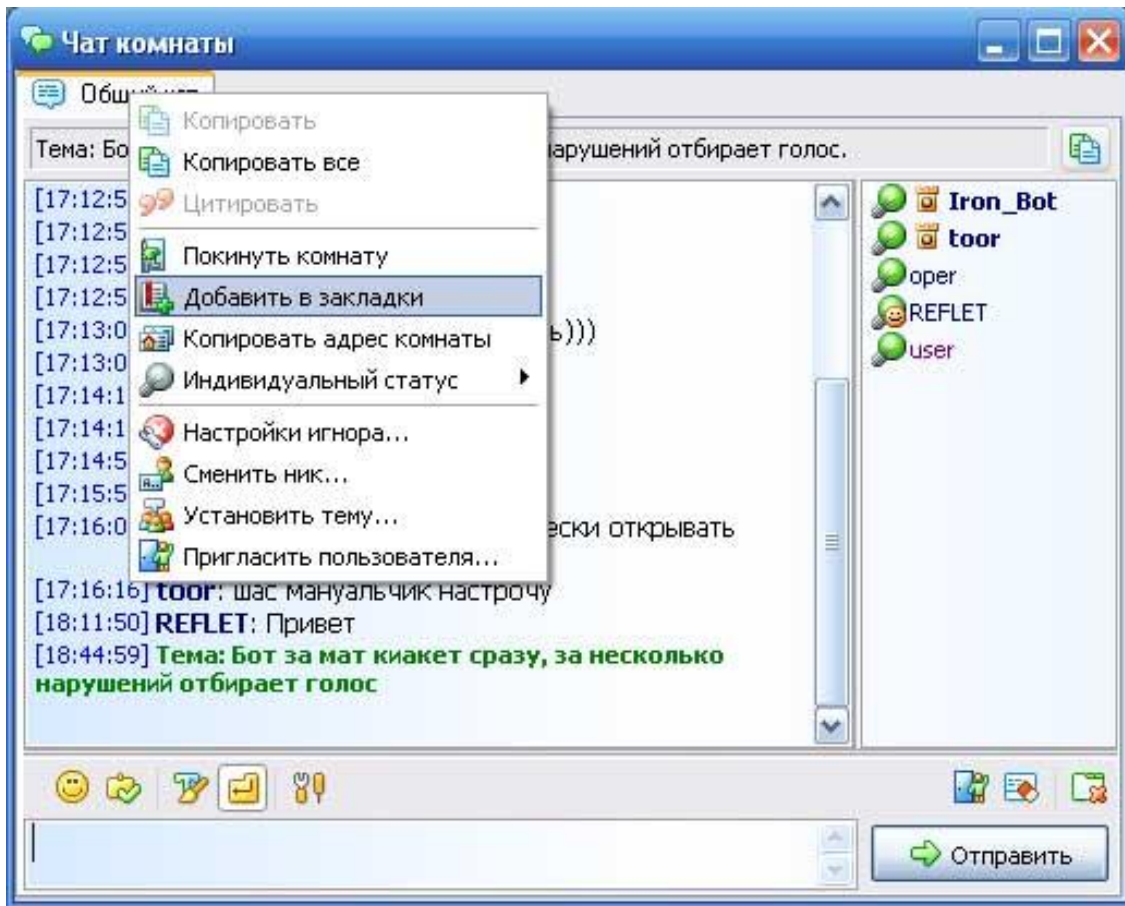 Чат комнаты
Общий чат
Копировать
Копировать все
Цитировать
Покинуть комнату
Добавить в закладки
Копировать адрес комнаты
Индивидуальный статус
Настройки игнора...
Сменить ник...
Установить тему...
Пригласить пользователя...
Тема: Бо
арушений отбирает голос.
[17:12:5
[17:12:5
[17:12:5
[17:12:5
[17:13:0
ь)))
[17:13:0
[17:14:1
[17:14:1
[17:14:5
[17:15:5
[17:16:0
ески открывать
[17:16:16] toor: шас мануальчик настрочу
[18:11:50] REFLET: Привет
[18:44:59] Тема: Бот за мат киакет сразу, за несколько
нарушений отбирает голос
Iron_Bot
toor
oper
REFLET
user
Отправить